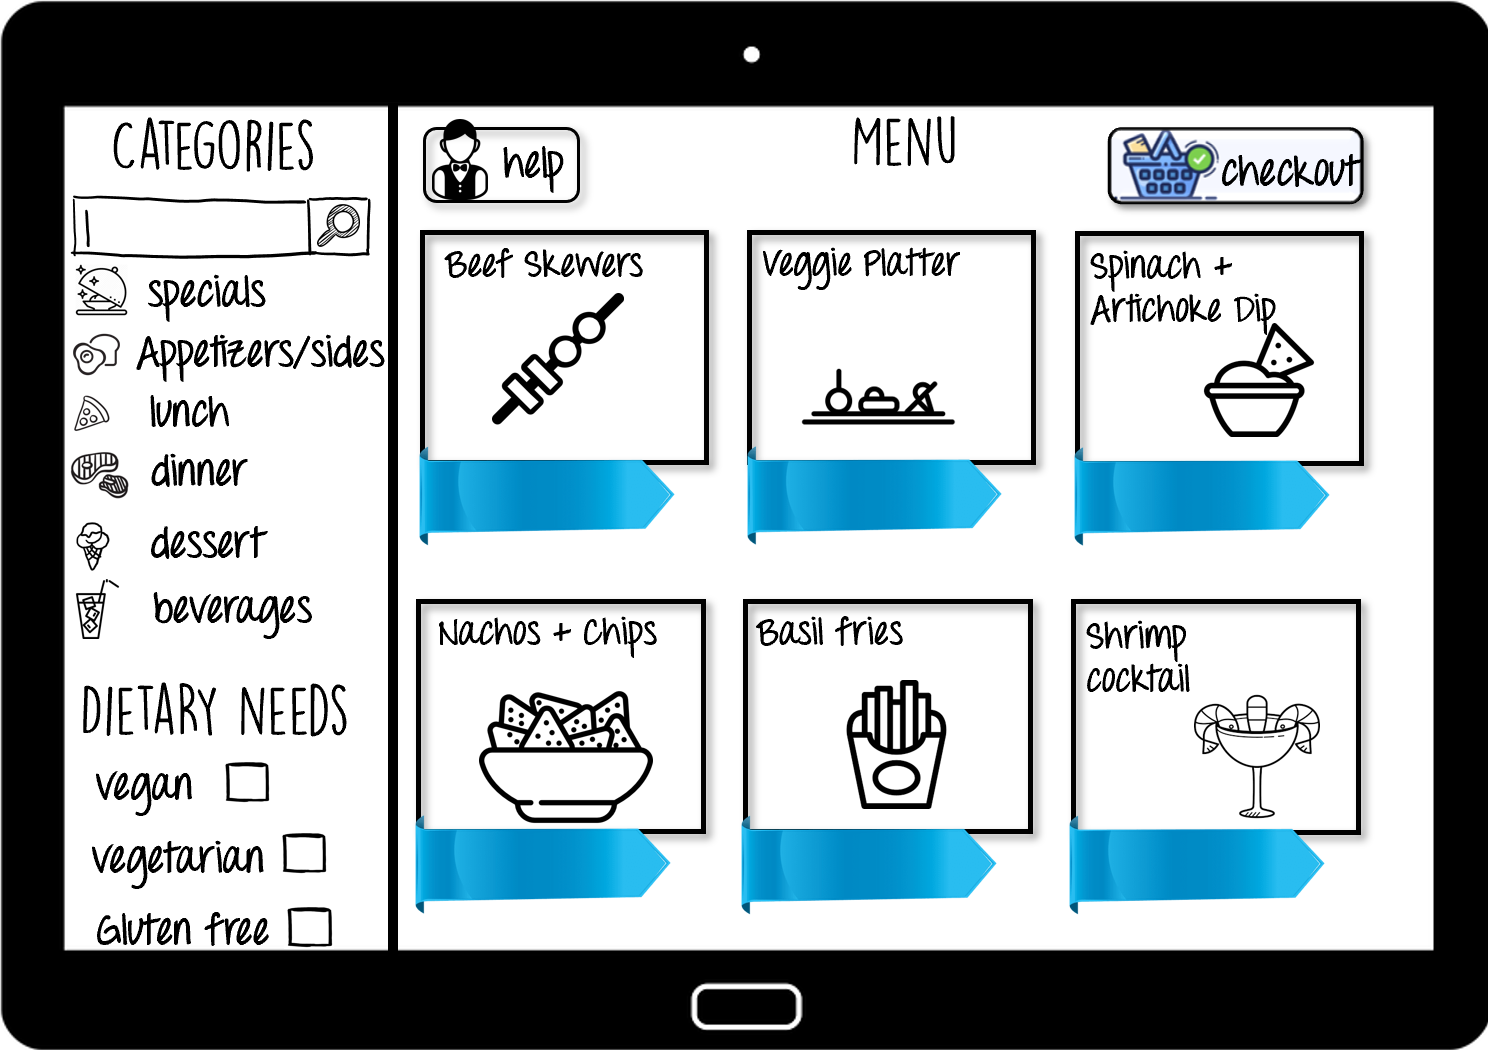 CATEGORIES
specials
Appetizers/sides
lunch
dinner
dessert
beverages
DIETARY NEEDS
vegan
vegetarian
Gluten free
help
MENU
checkout
Beef Skewers
Veggie Platter
Spinach +
Artichoke Dip
Nachos + Chips
Basil fries
Shrimp
cocktail